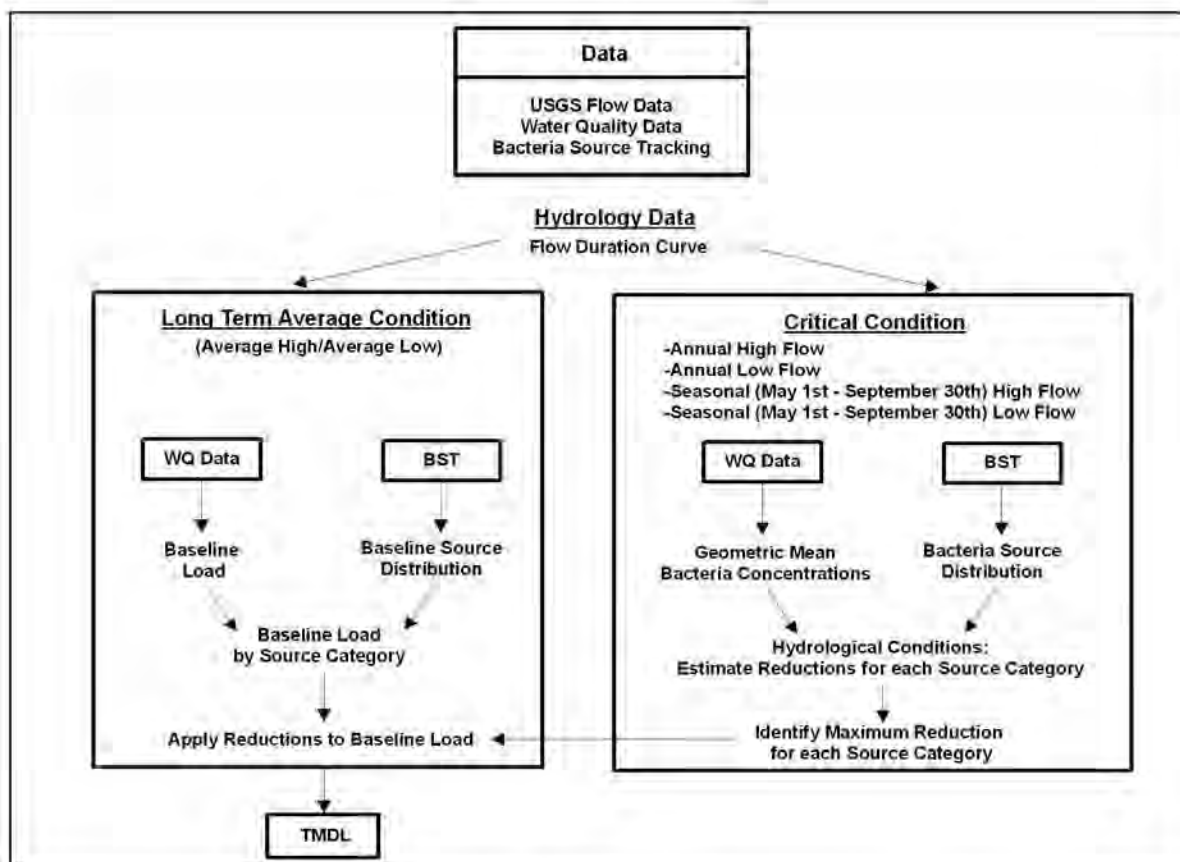 Data
USGS Flow Data
Water Quality Data
Bacteria Source Tracking
Hydrology Data
Flow Duration Curve
Long Term Average Condition
(Average High/Average Low)
WQ Data
BST
Baseline
Load
Baseline Source
Distribution
Baseline Load
by Source Category
Apply Reductions to Baseline Load
TMDL
Critical Condition
-Annual High Flow
-Annual Low Flow
-Seasonal (May 1st - September 30th) High Flow
-Seasonal (May 1st - September 30th) Low Flow
WQ Data
BST
Geometric Mean
Bacteria Concentrations
Bacteria Source
Distribution
Hydrological Conditions:
Estimate Reductions for each Source Category
Identify Maximum Reduction
for each Source Category